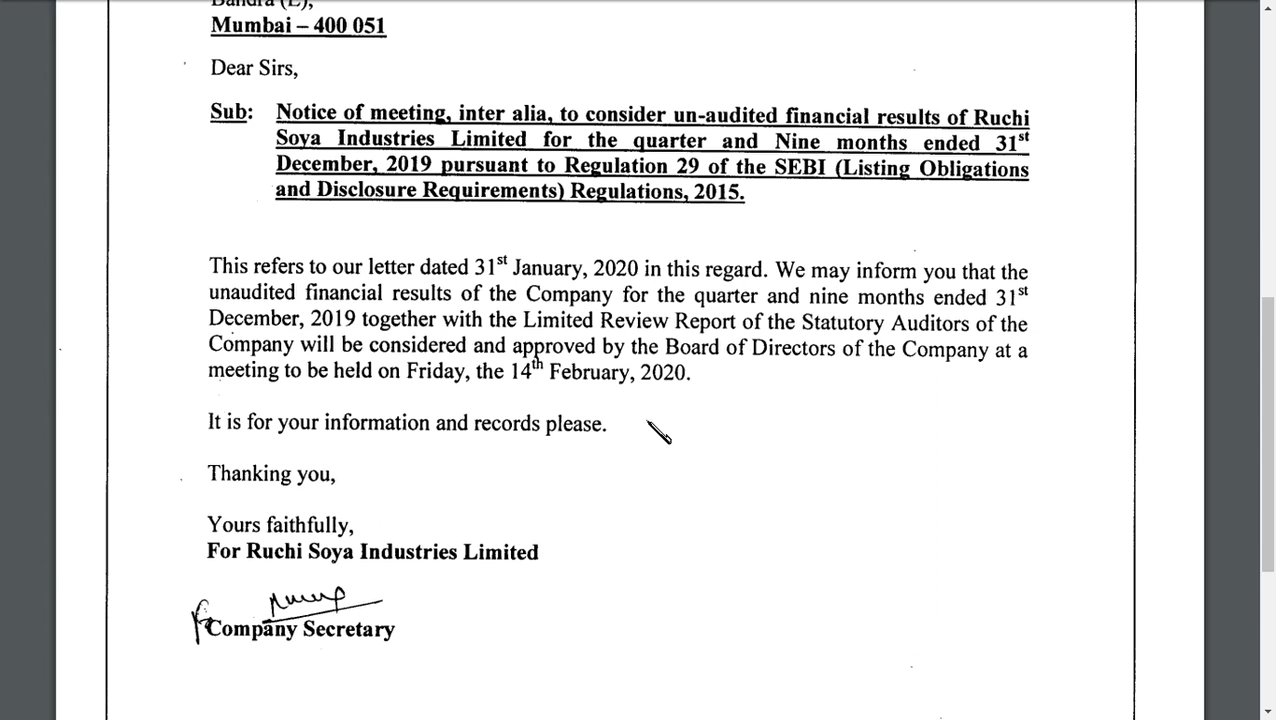 Bandra (E),
Mumbai – 400 051
Dear Sirs,
Sub: Notice of meeting, inter alia, to consider un-audited financial results of Ruchi
Soya Industries Limited for the quarter and Nine months ended 31st
December, 2019 pursuant to Regulation 29 of the SEBI (Listing Obligations
and Disclosure Requirements) Regulations, 2015.
This refers to our letter dated 31st January, 2020 in this regard. We may inform you that the
unaudited financial results of the Company for the quarter and nine months ended 31st
December, 2019 together with the Limited Review Report of the Statutory Auditors of the
Company will be considered and approved by the Board of Directors of the Company at a
meeting to be held on Friday, the 14th February, 2020.
It is for your information and records please.
Thanking you,
Yours faithfully,
For Ruchi Soya Industries Limited
Company Secretary